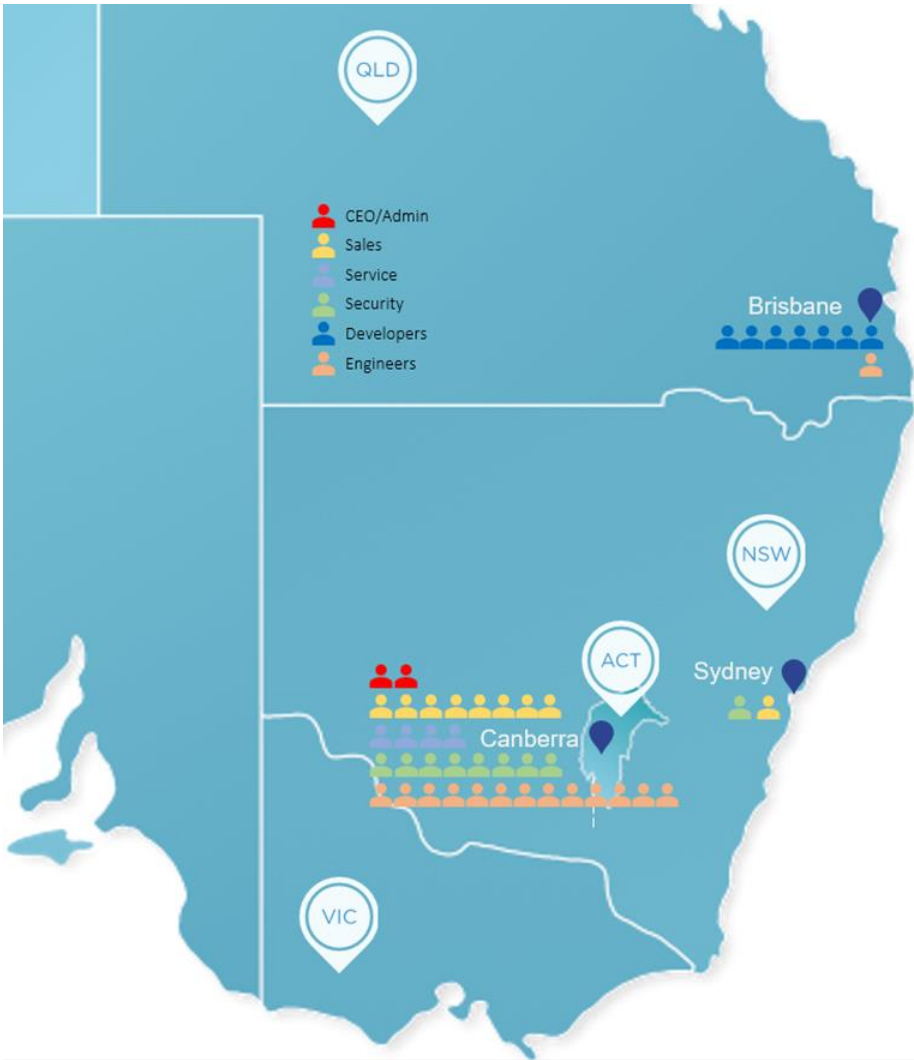 QLD
CEO/Admin
Sales
Service
Security
Developers
Engineers
Brisbane
NSW
ACT
Sydney
Canberra
VIC